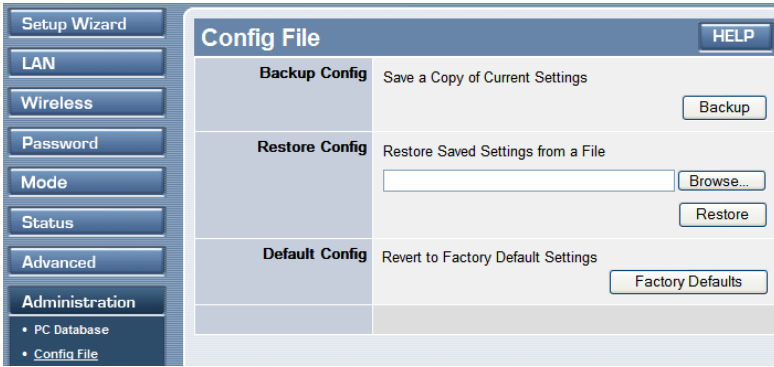 Setup Wizard
LAN
Wireless
Password
Mode
Status
Advanced
Administration
• PC Database
• Config File
Config File
HELP
Backup Config
Save a Copy of Current Settings
Backup
Restore Config
Restore Saved Settings from a File
Browse...
Restore
Default Config
Revert to Factory Default Settings
Factory Defaults